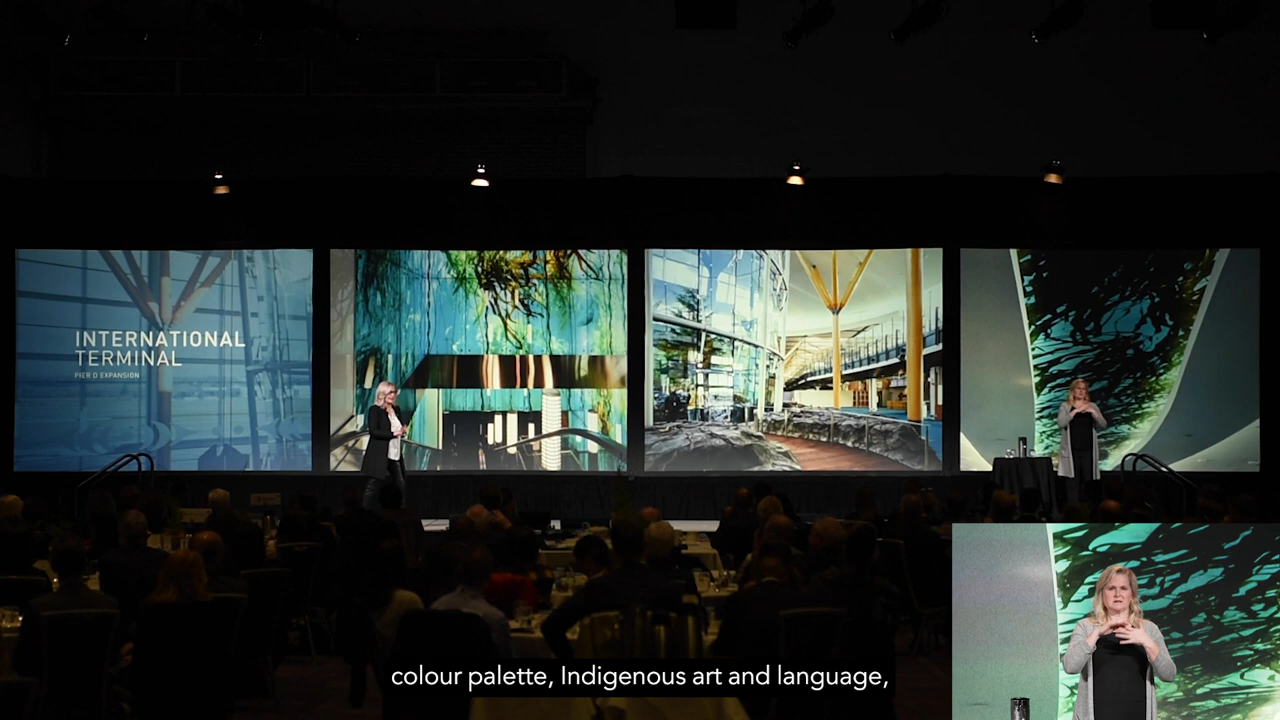 INTERNATIONAL
TERMINAL
PIER D EXPANSION
colour palette, Indigenous art and language,